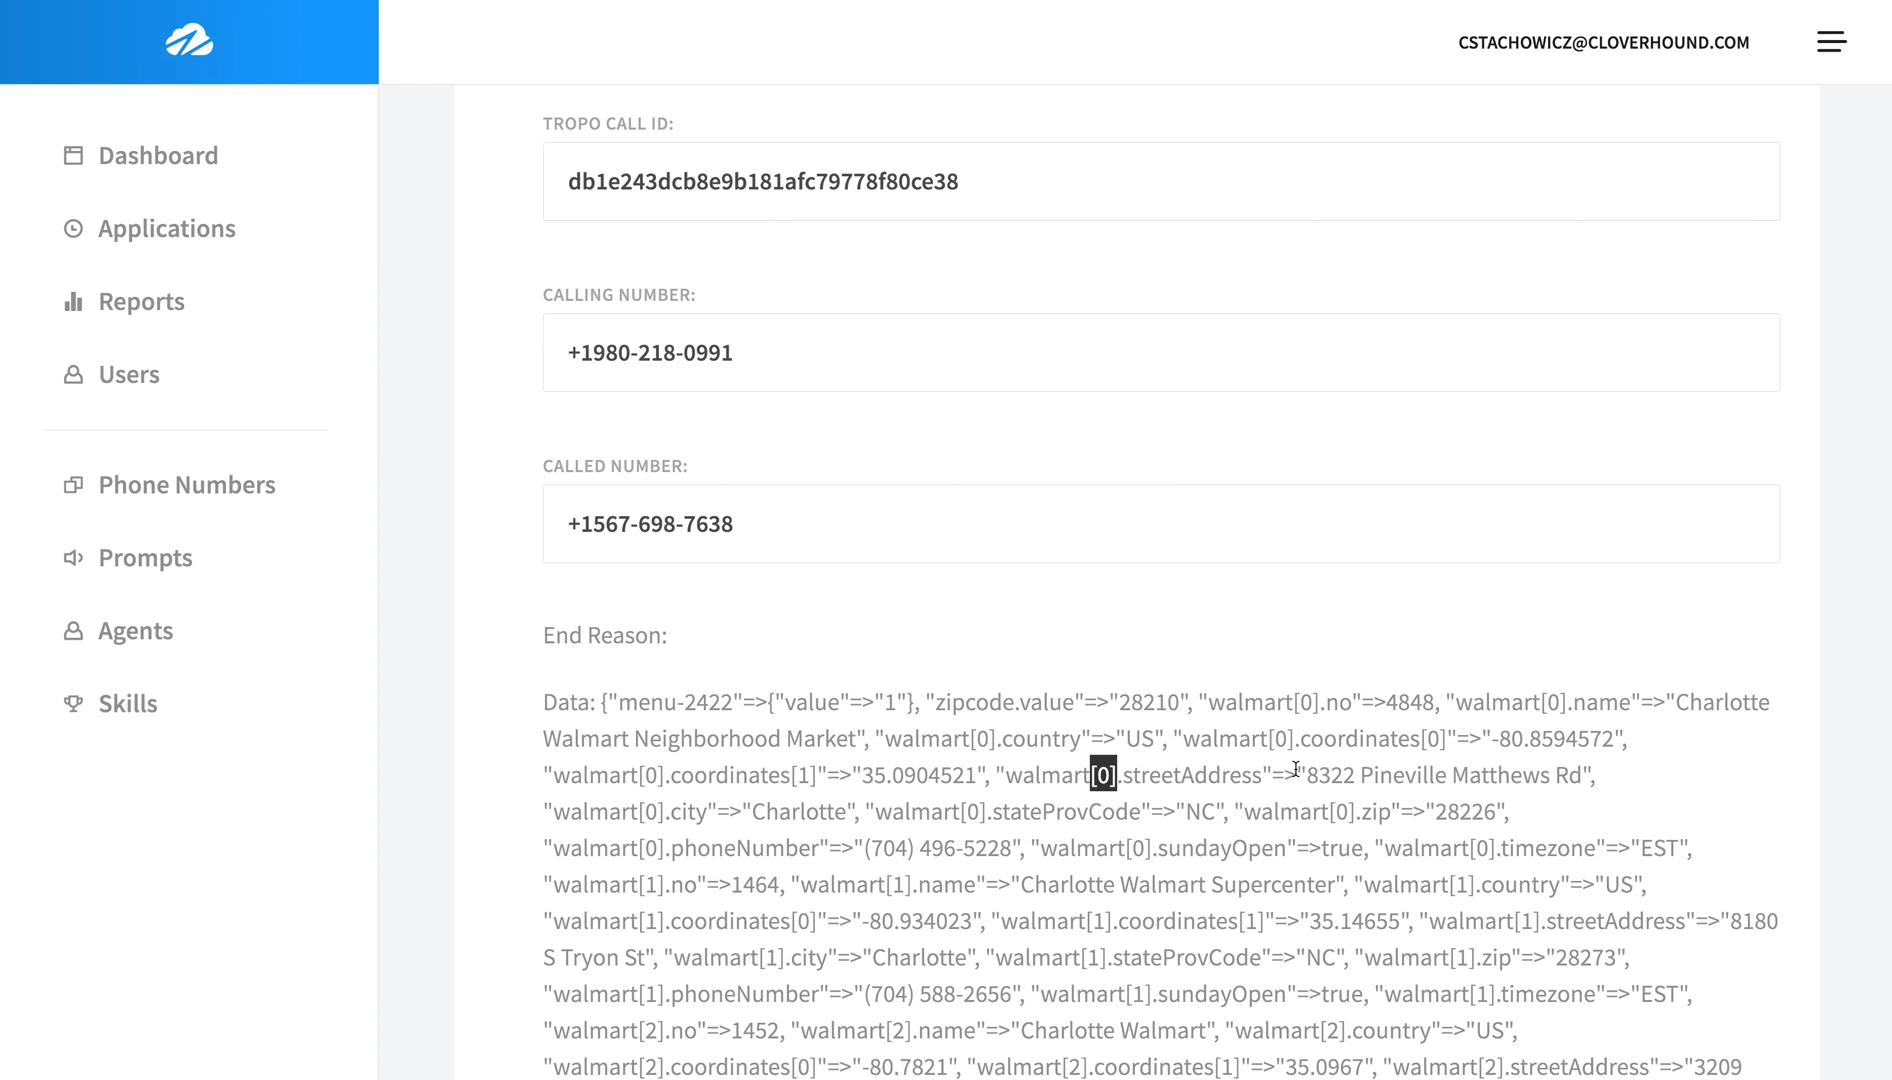 CSTACHOWICZ@CLOVERHOUND.COM
Dashboard
Applications
Reports
Users
Phone Numbers
Prompts
Agents
Skills
TROPO CALL ID:
db1e243dcb8e9b181afc79778f80ce38
CALLING NUMBER:
+1980-218-0991
CALLED NUMBER:
+1567-698-7638
End Reason:
Data: {"menu-2422"=>{"value"=>"1"}, "zipcode.value"=>"28210", "walmart[0].no"=>4848, "walmart[0].name"=>"Charlotte
Walmart Neighborhood Market", "walmart[0].country"=>"US", "walmart[0].coordinates[0]"=>"-80.8594572",
"walmart[0].coordinates[1]"=>"35.0904521", "walmart[0].streetAddress"=>"8322 Pineville Matthews Rd",
"walmart[0].city"=>"Charlotte", "walmart[0].stateProvCode"=>"NC", "walmart[0].zip"=>"28226",
"walmart[0].phoneNumber"=>"(704) 496-5228", "walmart[0].sundayOpen"=>true, "walmart[0].timezone"=>"EST",
"walmart[1].no"=>1464, "walmart[1].name"=>"Charlotte Walmart Supercenter", "walmart[1].country"=>"US",
"walmart[1].coordinates[0]"=>"-80.934023", "walmart[1].coordinates[1]"=>"35.14655", "walmart[1].streetAddress"=>"8180
S Tryon St", "walmart[1].city"=>"Charlotte", "walmart[1].stateProvCode"=>"NC", "walmart[1].zip"=>"28273",
"walmart[1].phoneNumber"=>"(704) 588-2656", "walmart[1].sundayOpen"=>true, "walmart[1].timezone"=>"EST",
"walmart[2].no"=>1452, "walmart[2].name"=>"Charlotte Walmart", "walmart[2].country"=>"US",
"walmart[2].coordinates[0]"=>"-80.7821", "walmart[2].coordinates[1]"=>"35.0967", "walmart[2].streetAddress"=>"3209